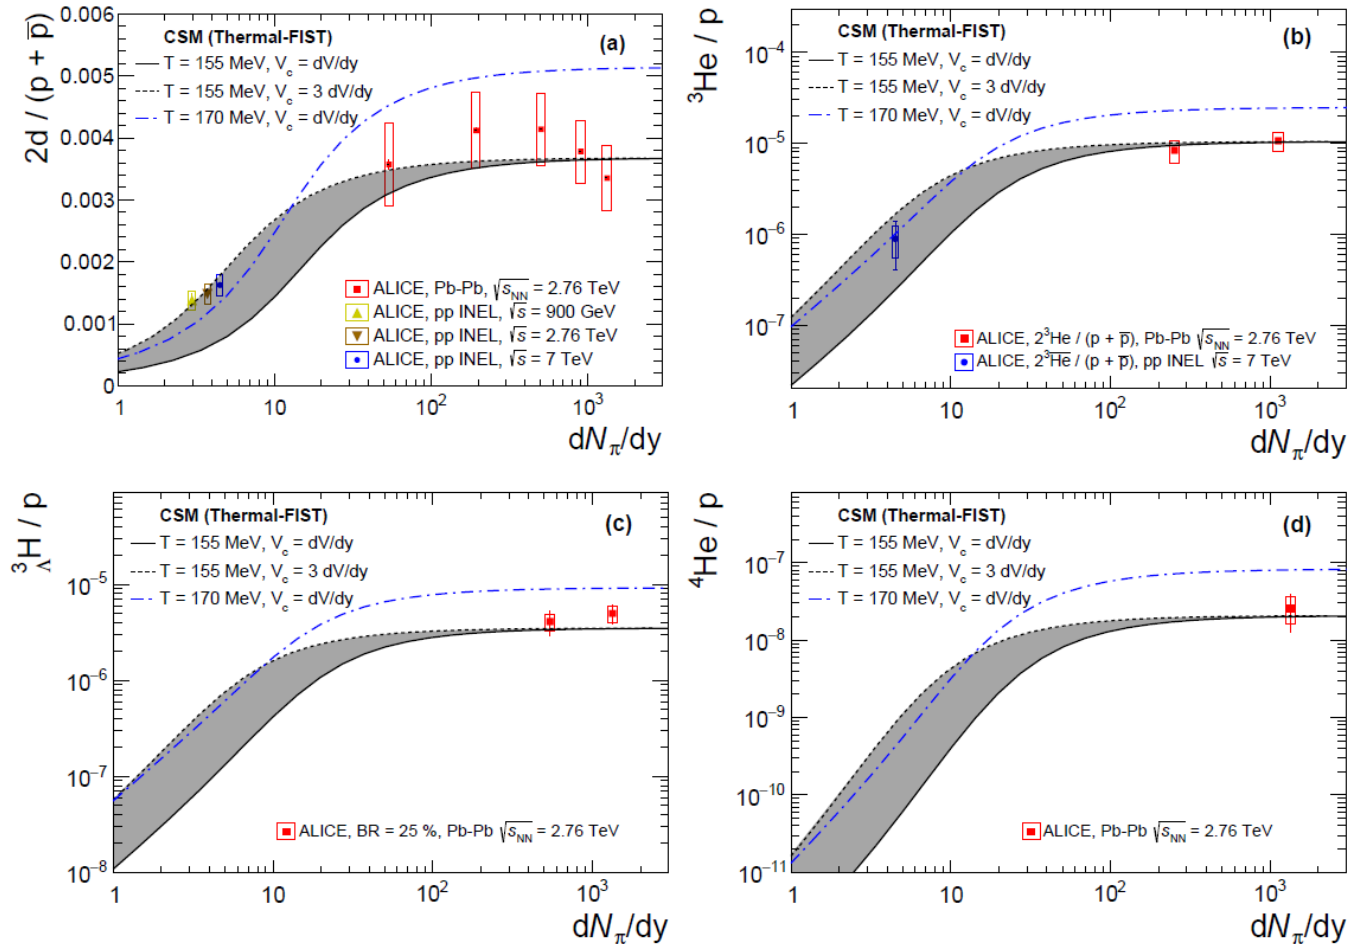 CSM (Thermal-FIST)
(a)
T = 155 MeV, V_c = dV/dy
T = 155 MeV, V_c = 3 dV/dy
T = 170 MeV, V_c = dV/dy
2d / (p + p̅)
0.006
0.005
0.004
0.003
0.002
0.001
0
ALICE, Pb-Pb, √s_NN = 2.76 TeV
ALICE, pp INEL, √s = 900 GeV
ALICE, pp INEL, √s = 2.76 TeV
ALICE, pp INEL, √s = 7 TeV
1 10 10² 10³
dN_π/dy
CSM (Thermal-FIST)
(b)
T = 155 MeV, V_c = dV/dy
T = 155 MeV, V_c = 3 dV/dy
T = 170 MeV, V_c = dV/dy
³He / p
10⁻⁴
10⁻⁵
10⁻⁶
10⁻⁷
ALICE, 2³He / (p + p̅), Pb-Pb √s_NN = 2.76 TeV
ALICE, 2³H̅e̅ / (p + p̅), pp INEL √s = 7 TeV
1 10 10² 10³
dN_π/dy
CSM (Thermal-FIST)
(c)
T = 155 MeV, V_c = dV/dy
T = 155 MeV, V_c = 3 dV/dy
T = 170 MeV, V_c = dV/dy
³_ΛH / p
10⁻⁵
10⁻⁶
10⁻⁷
10⁻⁸
ALICE, BR = 25 %, Pb-Pb √s_NN = 2.76 TeV
1 10 10² 10³
dN_π/dy
CSM (Thermal-FIST)
(d)
T = 155 MeV, V_c = dV/dy
T = 155 MeV, V_c = 3 dV/dy
T = 170 MeV, V_c = dV/dy
⁴He / p
10⁻⁷
10⁻⁸
10⁻⁹
10⁻¹⁰
10⁻¹¹
ALICE, Pb-Pb √s_NN = 2.76 TeV
1 10 10² 10³
dN_π/dy